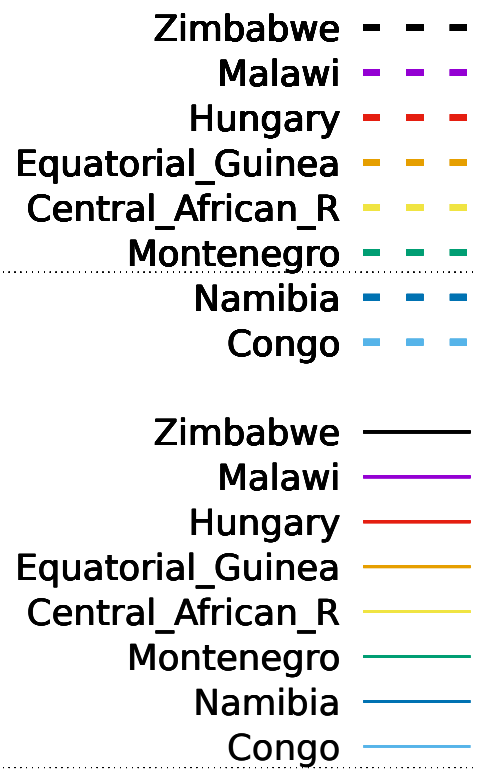 Zimbabwe
Malawi
Hungary
Equatorial_Guinea
Central_African_R
Montenegro
Namibia
Congo
Zimbabwe
Malawi
Hungary
Equatorial_Guinea
Central_African_R
Montenegro
Namibia
Congo